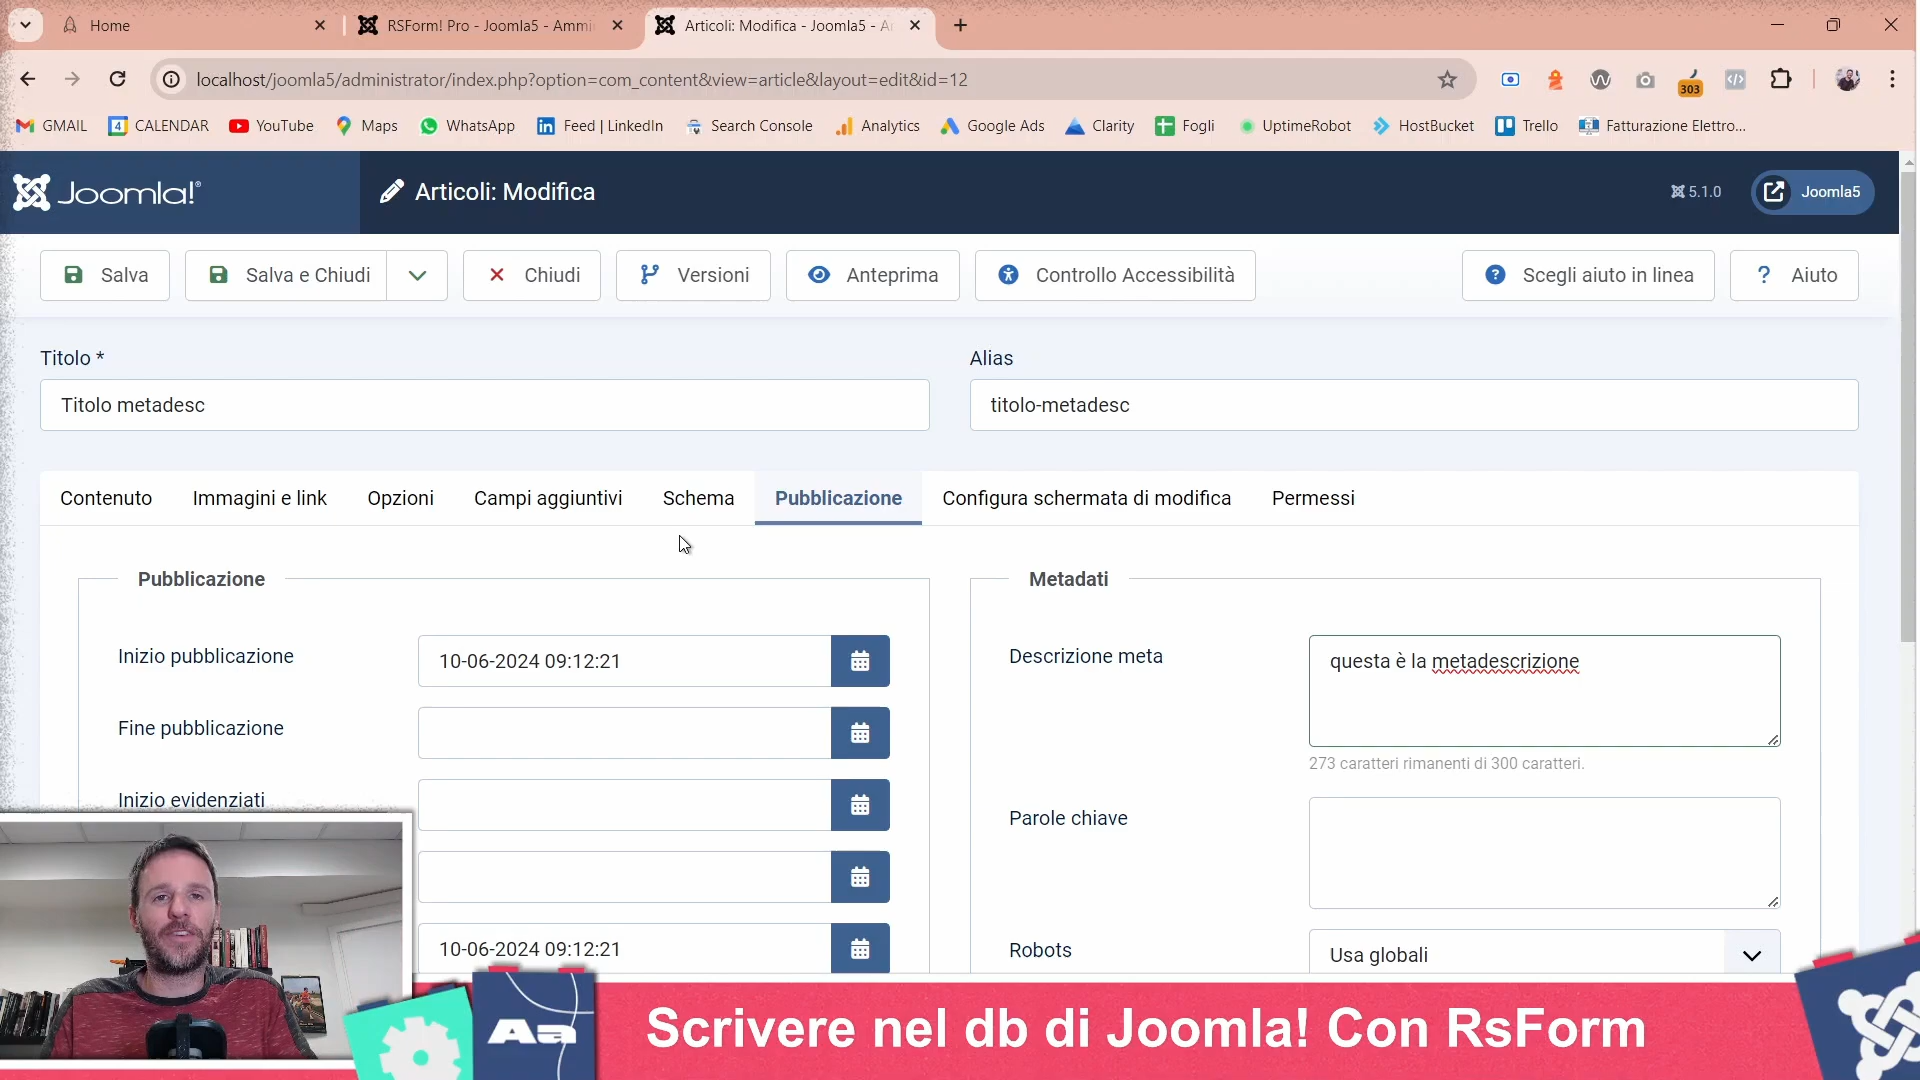 Home
RSForm! Pro - Joomla5 - Ammi
Articoli: Modifica - Joomla5 - A
localhost/joomla5/administrator/index.php?option=com_content&view=article&layout=edit&id=12
303
GMAIL
4
CALENDAR
YouTube
Maps
WhatsApp
Feed | LinkedIn
Search Console
Analytics
Google Ads
Clarity
Fogli
UptimeRobot
HostBucket
Trello
Fatturazione Elettro...
Joomla!®
Articoli: Modifica
5.1.0
Joomla5
Salva
Salva e Chiudi
Chiudi
Versioni
Anteprima
Controllo Accessibilità
Scegli aiuto in linea
? Aiuto
Titolo *
Alias
Titolo metadesc
titolo-metadesc
Contenuto
Immagini e link
Opzioni
Campi aggiuntivi
Schema
Pubblicazione
Configura schermata di modifica
Permessi
Pubblicazione
Inizio pubblicazione
10-06-2024 09:12:21
Fine pubblicazione
Inizio evidenziati
10-06-2024 09:12:21
Metadati
Descrizione meta
questa è la metadescrizione
273 caratteri rimanenti di 300 caratteri.
Parole chiave
Robots
Usa globali
Aa
Scrivere nel db di Joomla! Con RsForm